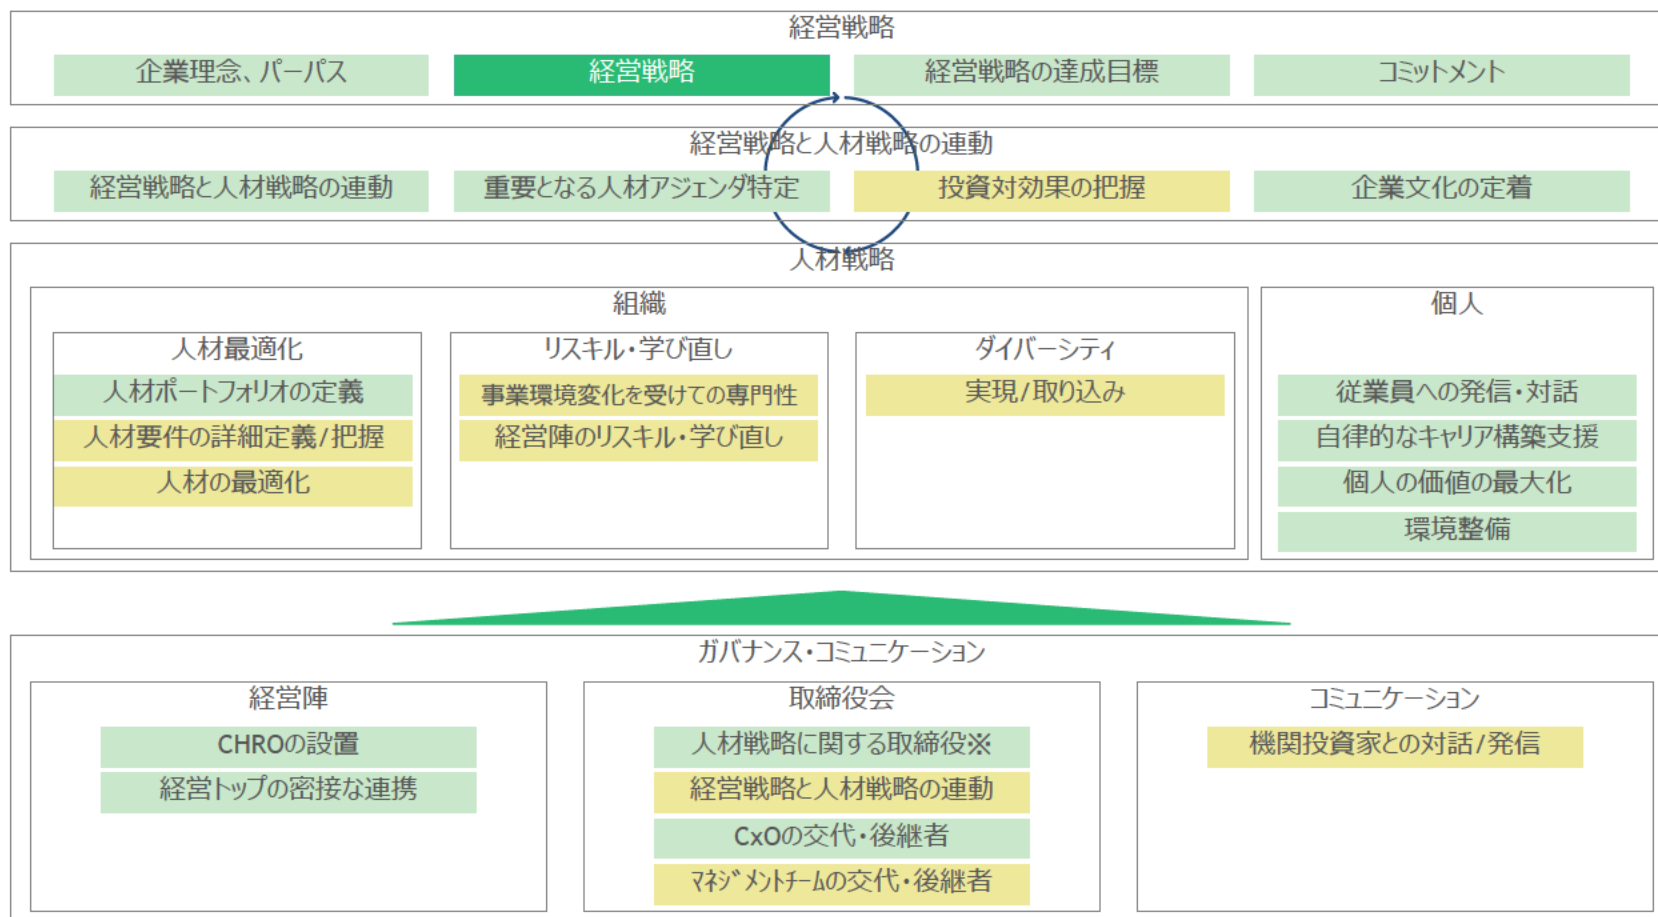 経営戦略
企業理念、パーパス
経営戦略
経営戦略の達成目標
コミットメント
経営戦略と人材戦略の連動
経営戦略と人材戦略の連動
重要となる人材アジェンダ特定
投資対効果の把握
企業文化の定着
人材戦略
組織
人材最適化
人材ポートフォリオの定義
人材要件の詳細定義/把握
人材の最適化
リスキル・学び直し
事業環境変化を受けての専門性
経営陣のリスキル・学び直し
ダイバーシティ
実現/取り込み
個人
従業員への発信・対話
自律的なキャリア構築支援
個人の価値の最大化
環境整備
ガバナンス・コミュニケーション
経営陣
CHROの設置
経営トップの密接な連携
取締役会
人材戦略に関する取締役※
経営戦略と人材戦略の連動
CxOの交代・後継者
ﾏﾈｼﾞﾒﾝﾄﾁｰﾑの交代・後継者
コミュニケーション
機関投資家との対話/発信